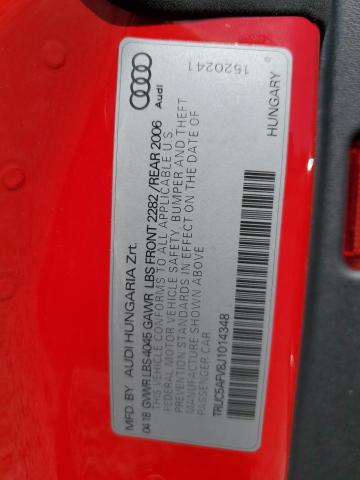 MFD. BY AUDI HUNGARIA Zrt.
04.18 GVWR LBS 4045 GAWR LBS FRONT 2282 / REAR 2006
THIS VEHICLE CONFORMS TO ALL APPLICABLE U.S.
FEDERAL MOTOR VEHICLE SAFETY, BUMPER AND THEFT
PREVENTION STANDARDS IN EFFECT ON THE DATE OF
MANUFACTURE SHOWN ABOVE
PASSENGER CAR
TRUC5AFV8J1014348
Audi
1520241
HUNGARY